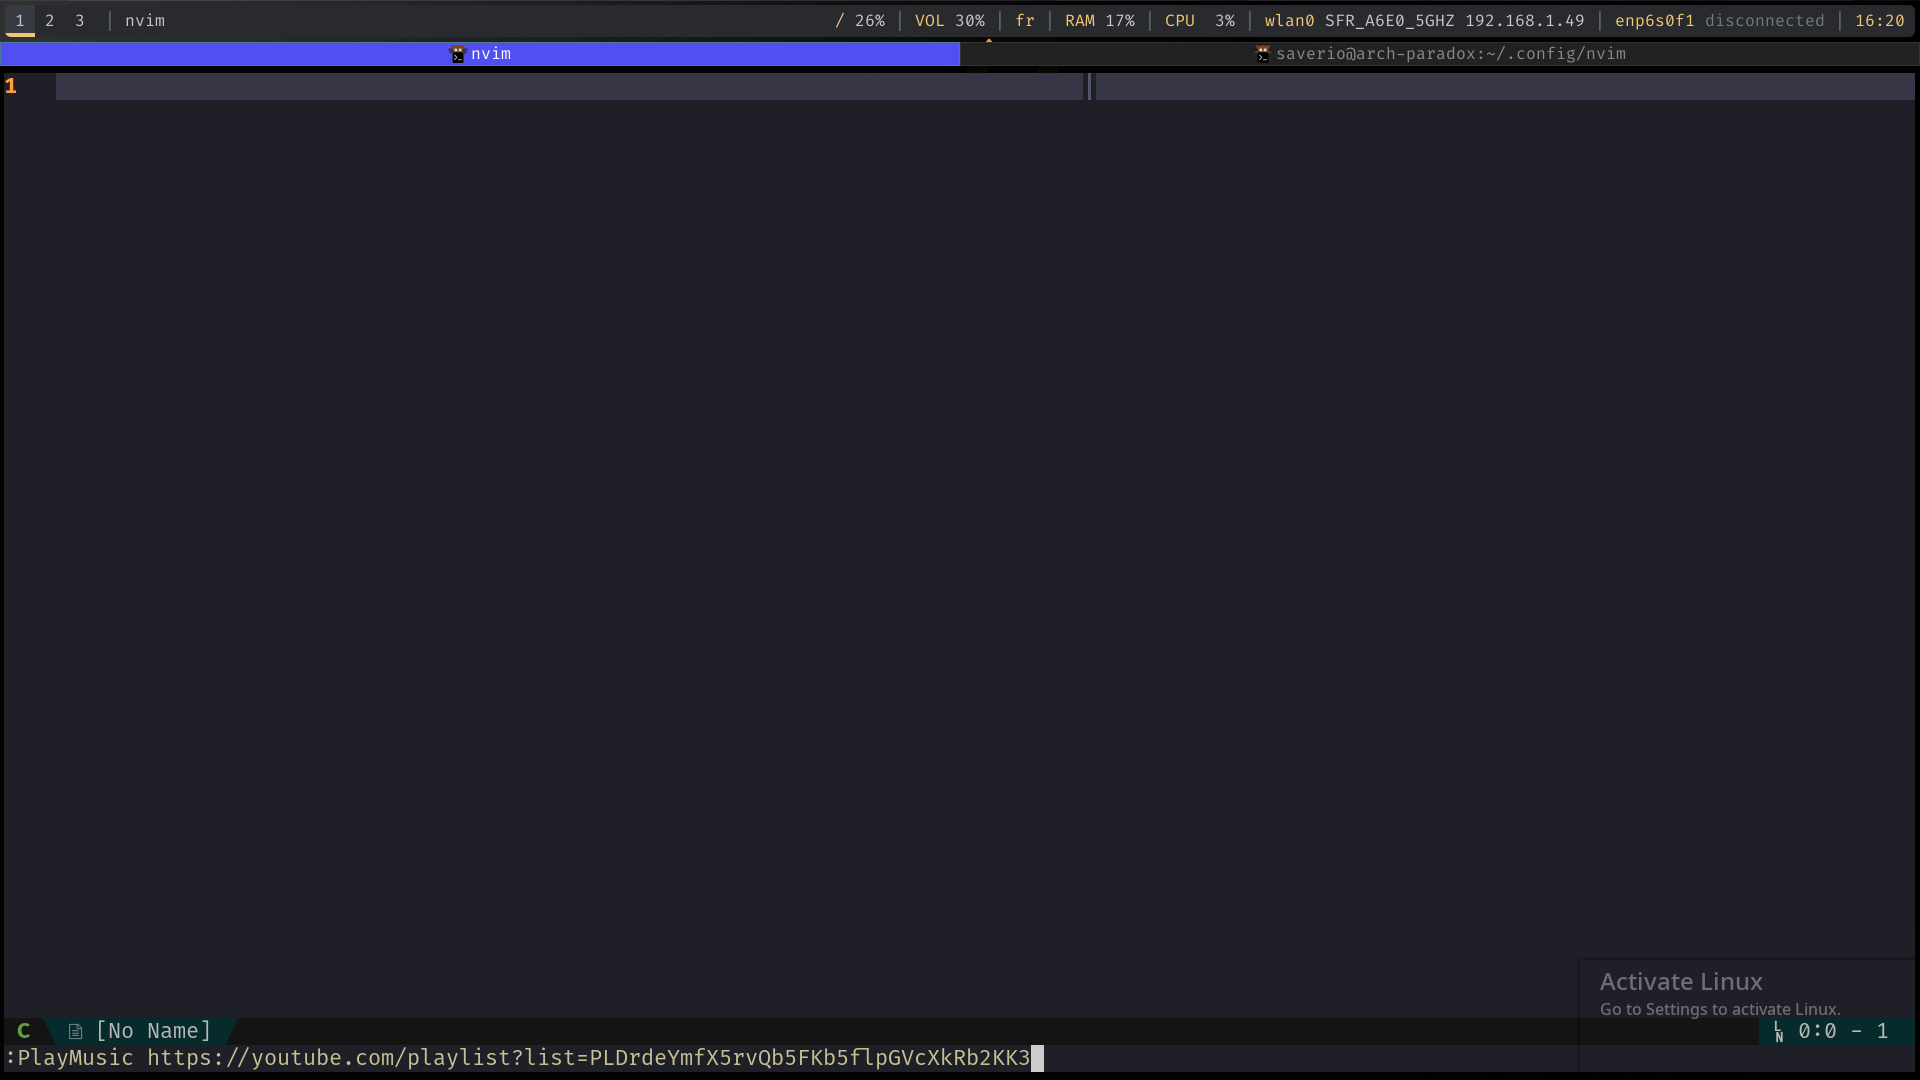 1 2 3 | nvim / 26% | VOL 30% | fr | RAM 17% | CPU 3% | wlan0 SFR_A6E0_5GHZ 192.168.1.49 | enp6s0f1 disconnected | 16:20
nvim saverio@arch-paradox:~/.config/nvim
1
Activate Linux
Go to Settings to activate Linux.
C [No Name] LN 0:0 - 1
:PlayMusic https://youtube.com/playlist?list=PLDrdeYmfX5rvQb5FKb5flpGVcXkRb2KK3